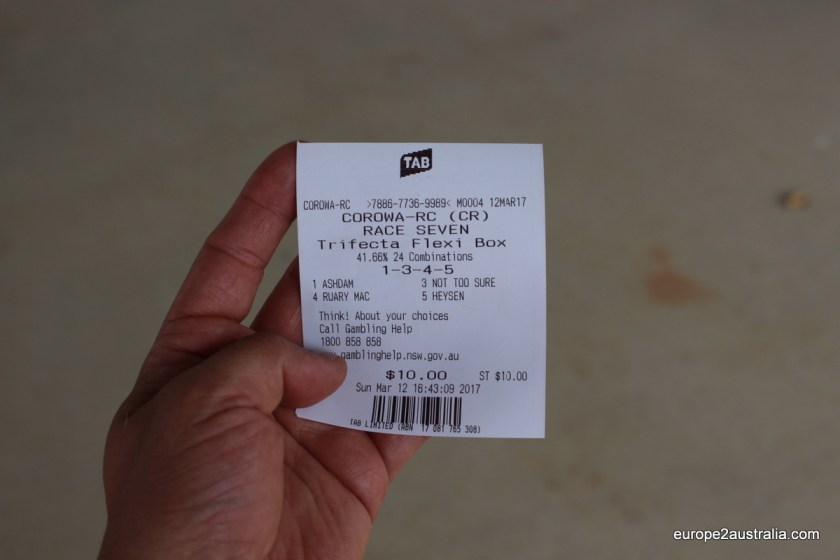 TAB
COROWA-RC >7886-7736-9989< M0004 12MAR17
COROWA-RC (CR)
RACE SEVEN
Trifecta Flexi Box
41.66% 24 Combinations
1-3-4-5
1 ASHDAM 3 NOT TOO SURE
4 RUARY MAC 5 HEYSEN
Think! About your choices
Call Gambling Help
1800 858 858
gamblinghelp.nsw.gov.au
$10.00 ST $10.00
Sun Mar 12 16:43:09 2017
TAB LIMITED (ABN 17 081 765 308)
europe2australia.com